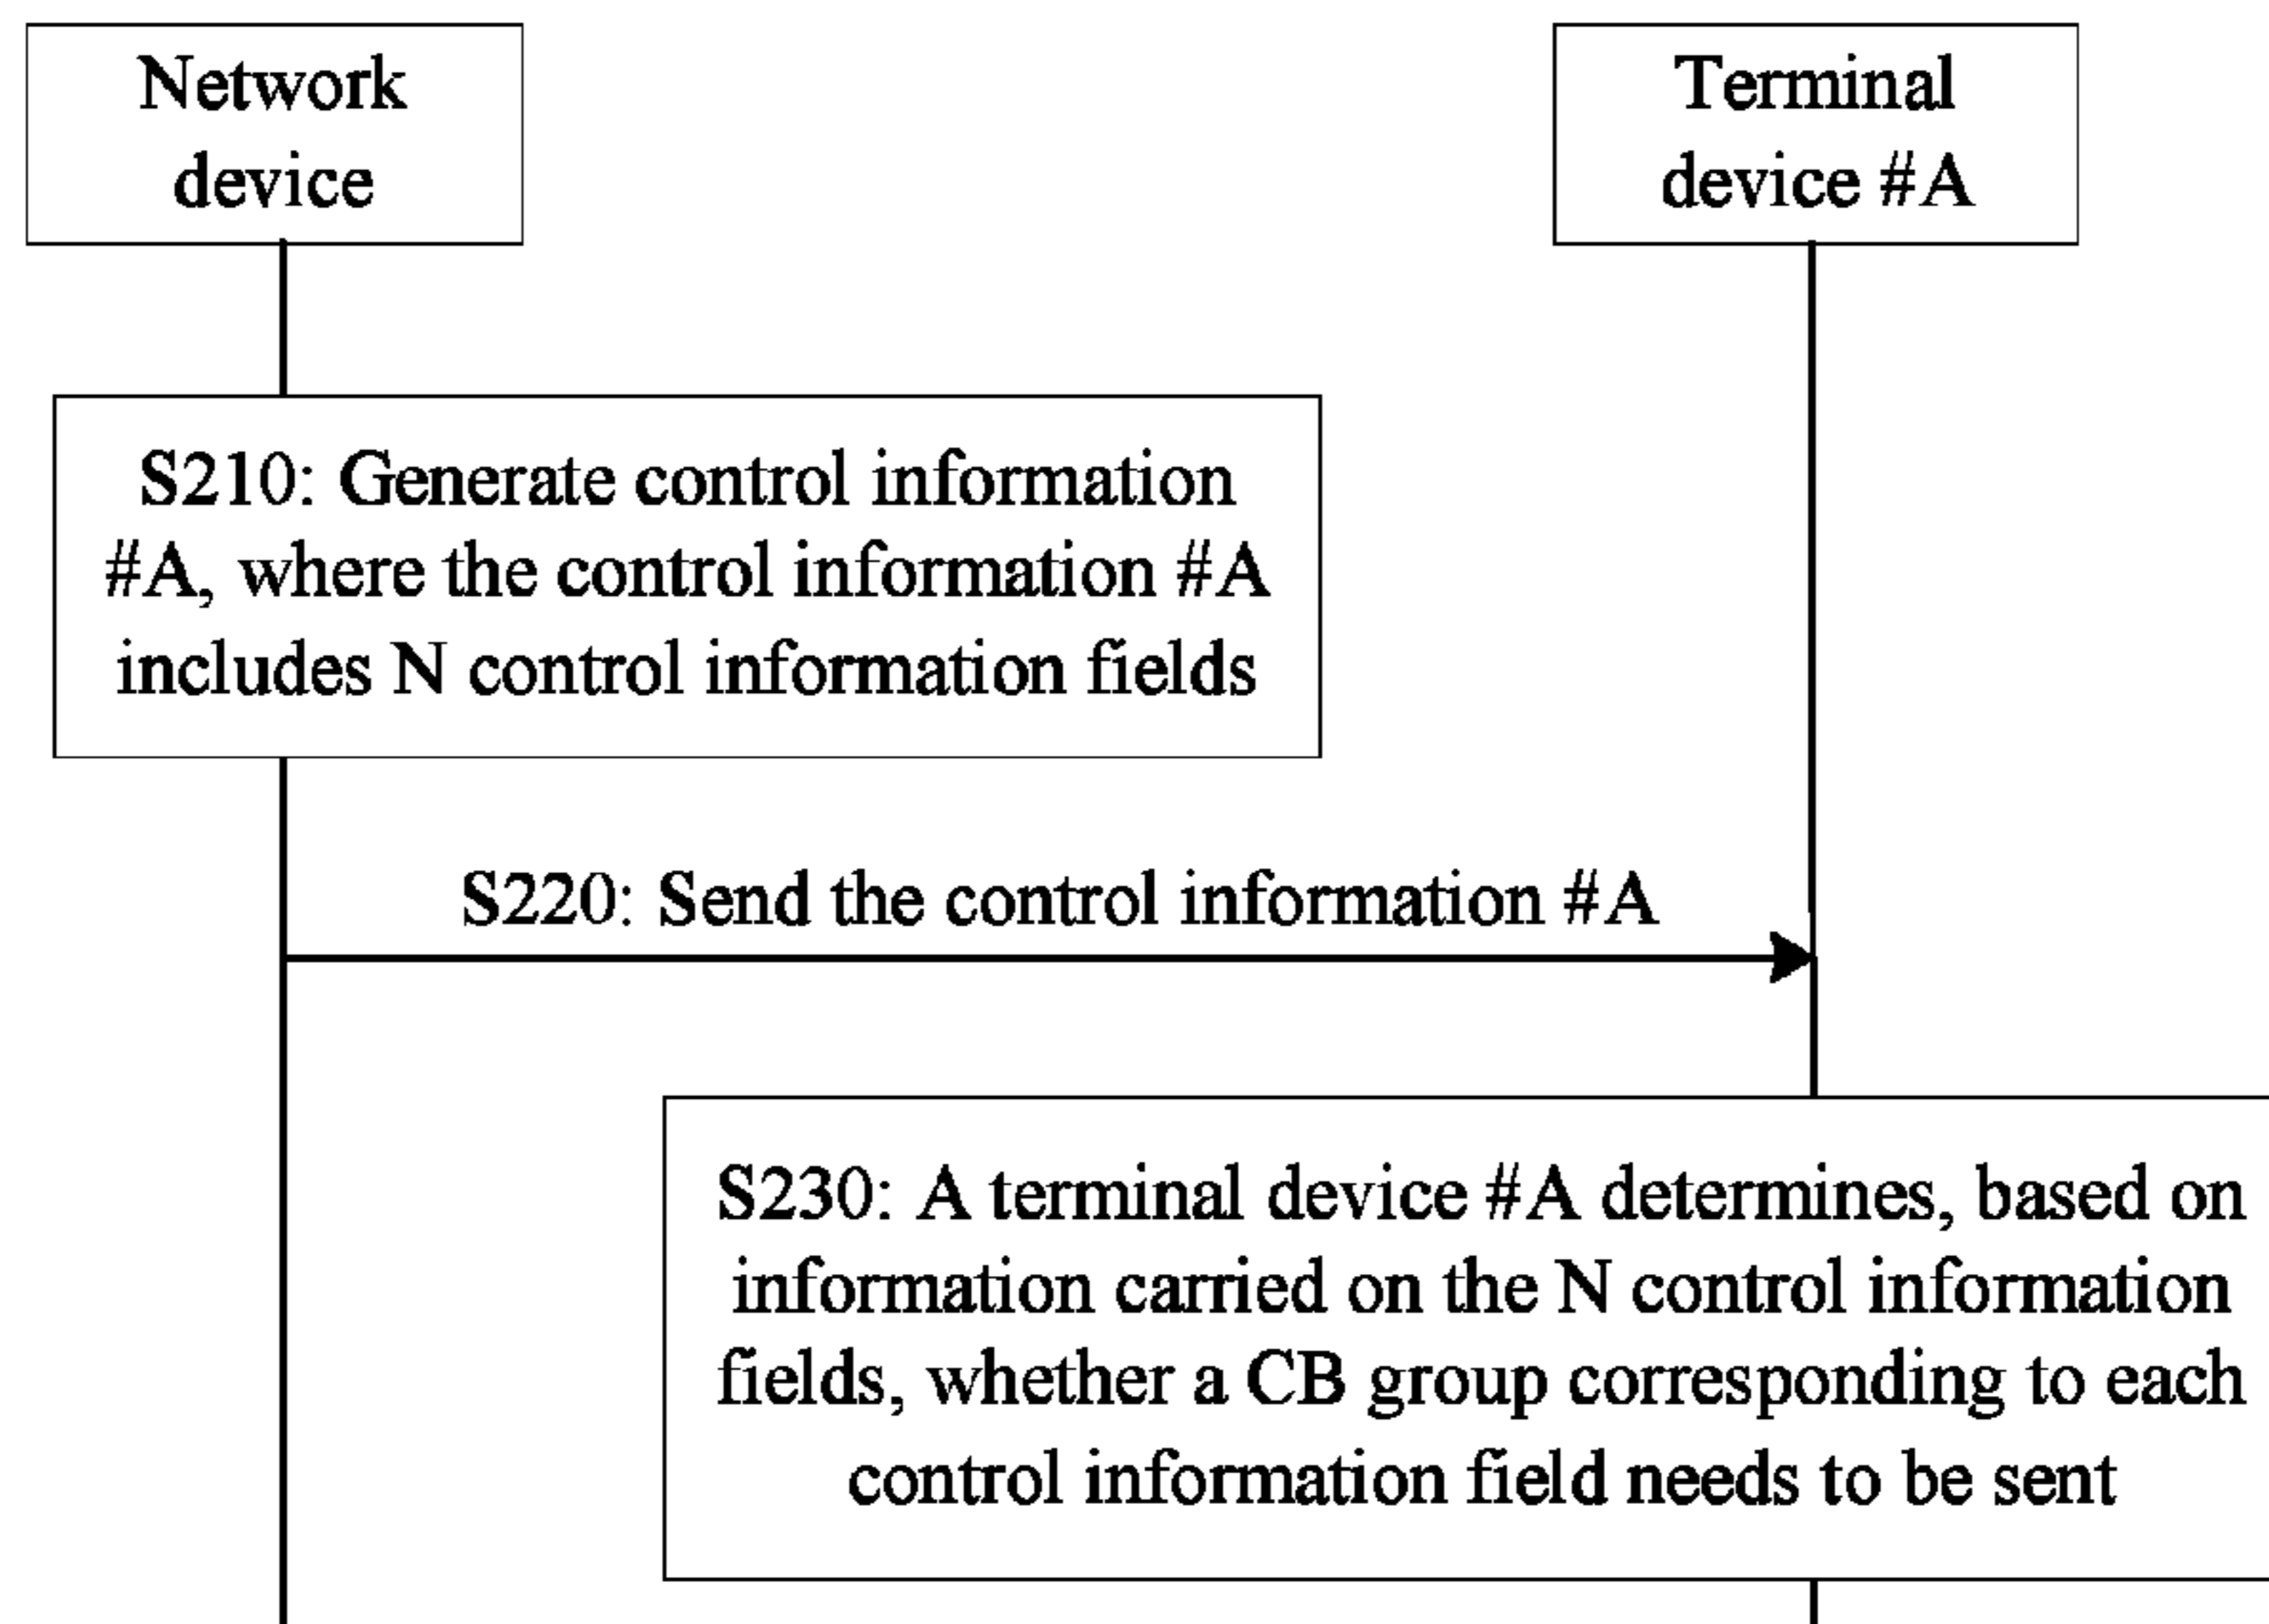 Network
device
Terminal
device #A
S210: Generate control information
#A, where the control information #A
includes N control information fields
S220: Send the control information #A
S230: A terminal device #A determines, based on
information carried on the N control information
fields, whether a CB group corresponding to each
control information field needs to be sent